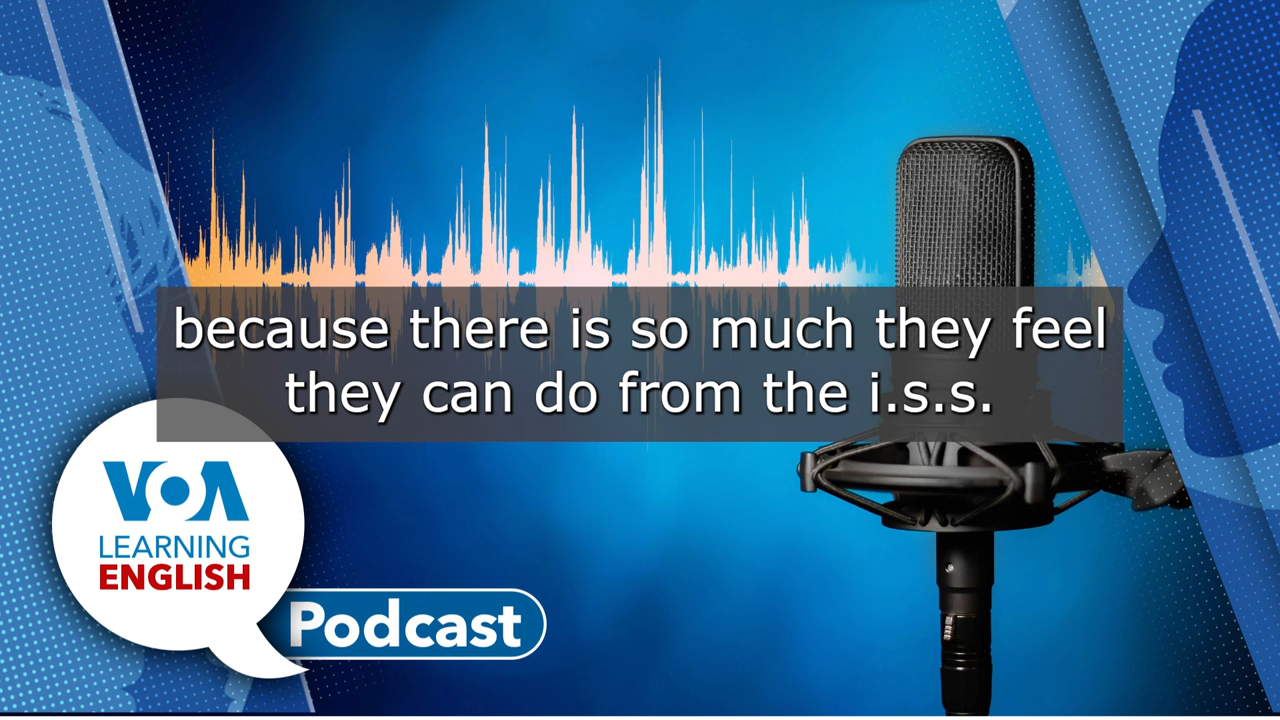 because there is so much they feel
they can do from the i.s.s.
VOA
LEARNING
ENGLISH
Podcast